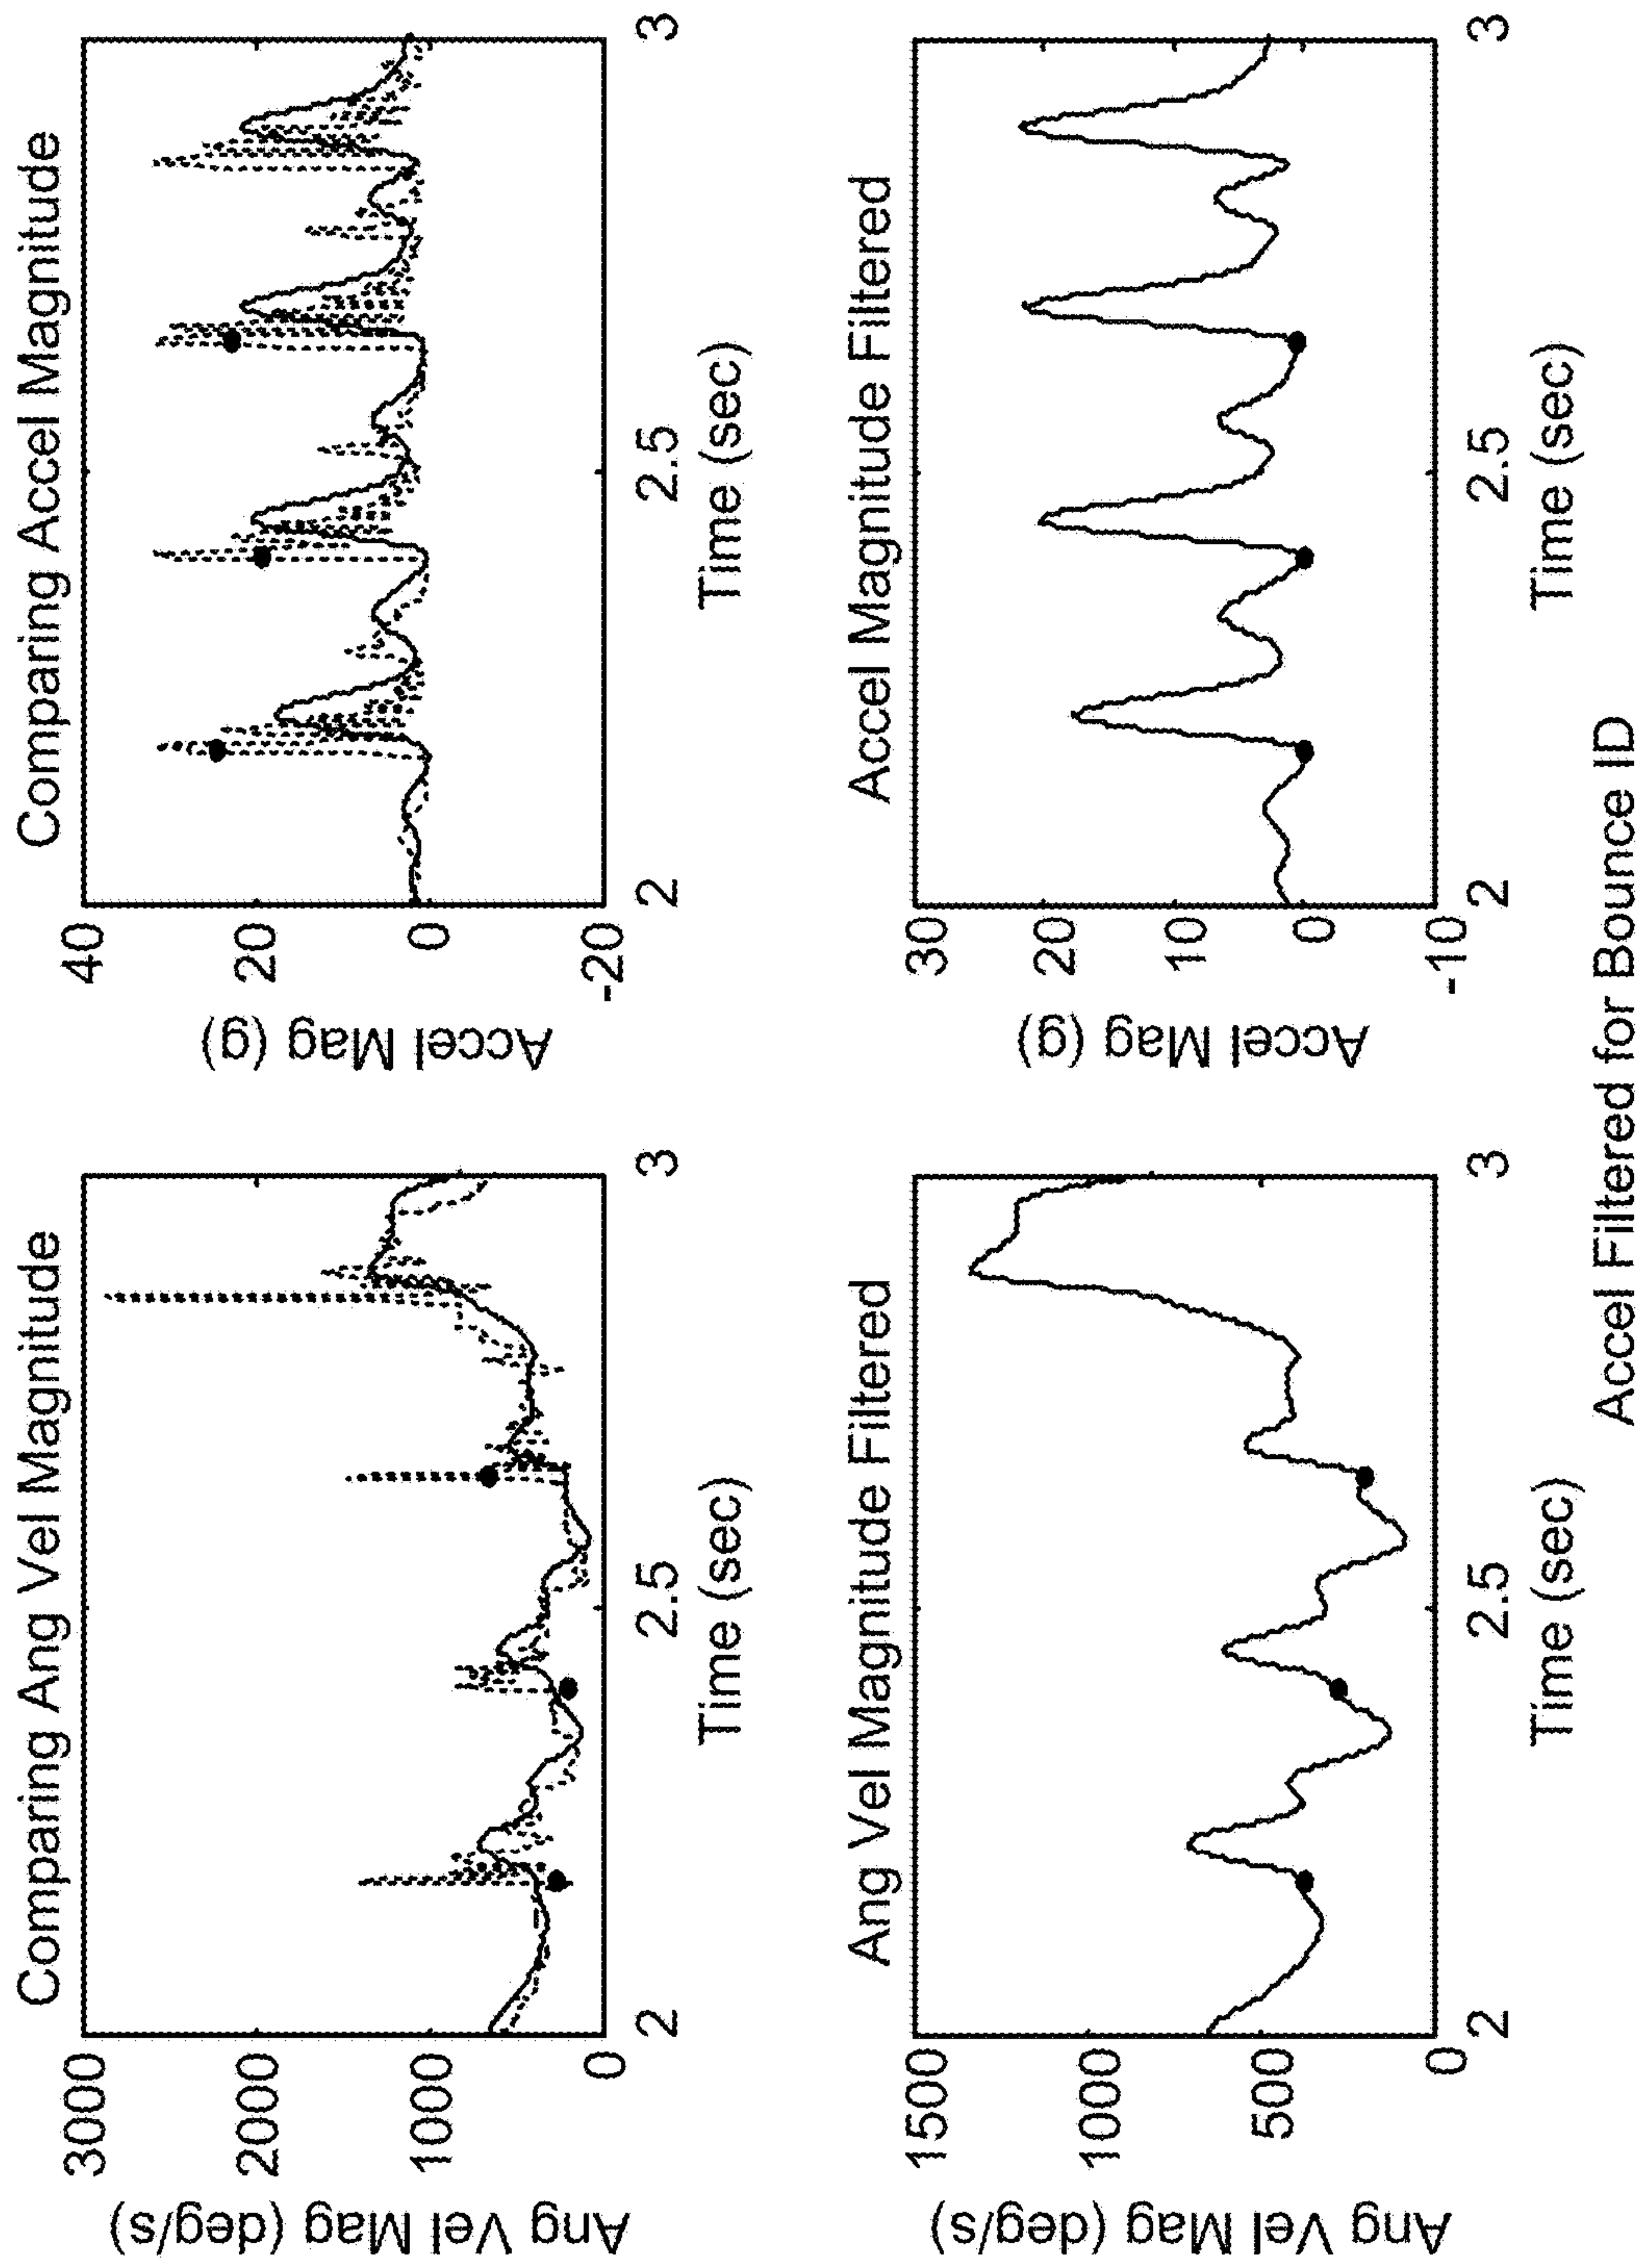 Comparing Ang Vel Magnitude
Ang Vel Mag (deg/s)
3000
2000
1000
0
2
2.5
3
Time (sec)
Comparing Accel Magnitude
Accel Mag (g)
40
20
0
-20
2
2.5
3
Time (sec)
Ang Vel Magnitude Filtered
Ang Vel Mag (deg/s)
1500
1000
500
0
2
2.5
3
Time (sec)
Accel Magnitude Filtered
Accel Mag (g)
30
20
10
0
-10
2
2.5
3
Time (sec)
Accel Filtered for Bounce ID